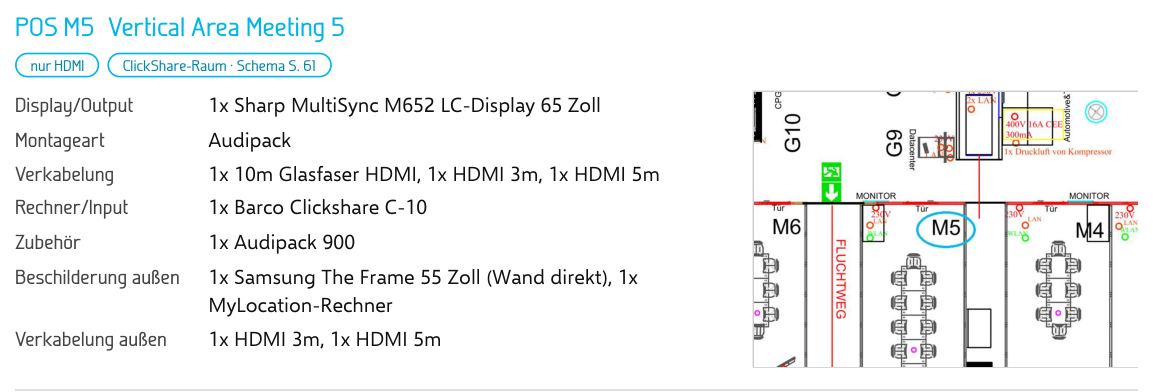 POS M5 Vertical Area Meeting 5
nur HDMI
ClickShare-Raum · Schema S. 61
Display/Output 1x Sharp MultiSync M652 LC-Display 65 Zoll
Montageart Audipack
Verkabelung 1x 10m Glasfaser HDMI, 1x HDMI 3m, 1x HDMI 5m
Rechner/Input 1x Barco Clickshare C-10
Zubehör 1x Audipack 900
Beschilderung außen 1x Samsung The Frame 55 Zoll (Wand direkt), 1x
MyLocation-Rechner
Verkabelung außen 1x HDMI 3m, 1x HDMI 5m
CPG
G10
G9
Datacenter
2x LAN
400V 16A CEE
300mA
Automotive&
1x Druckluft von Kompressor
MONITOR
MONITOR
Tür
Tür
Tür
M6
230V
LAN
WLAN
M5
230V
LAN
WLAN
M4
230V
LAN
WLAN
FLUCHTWEG